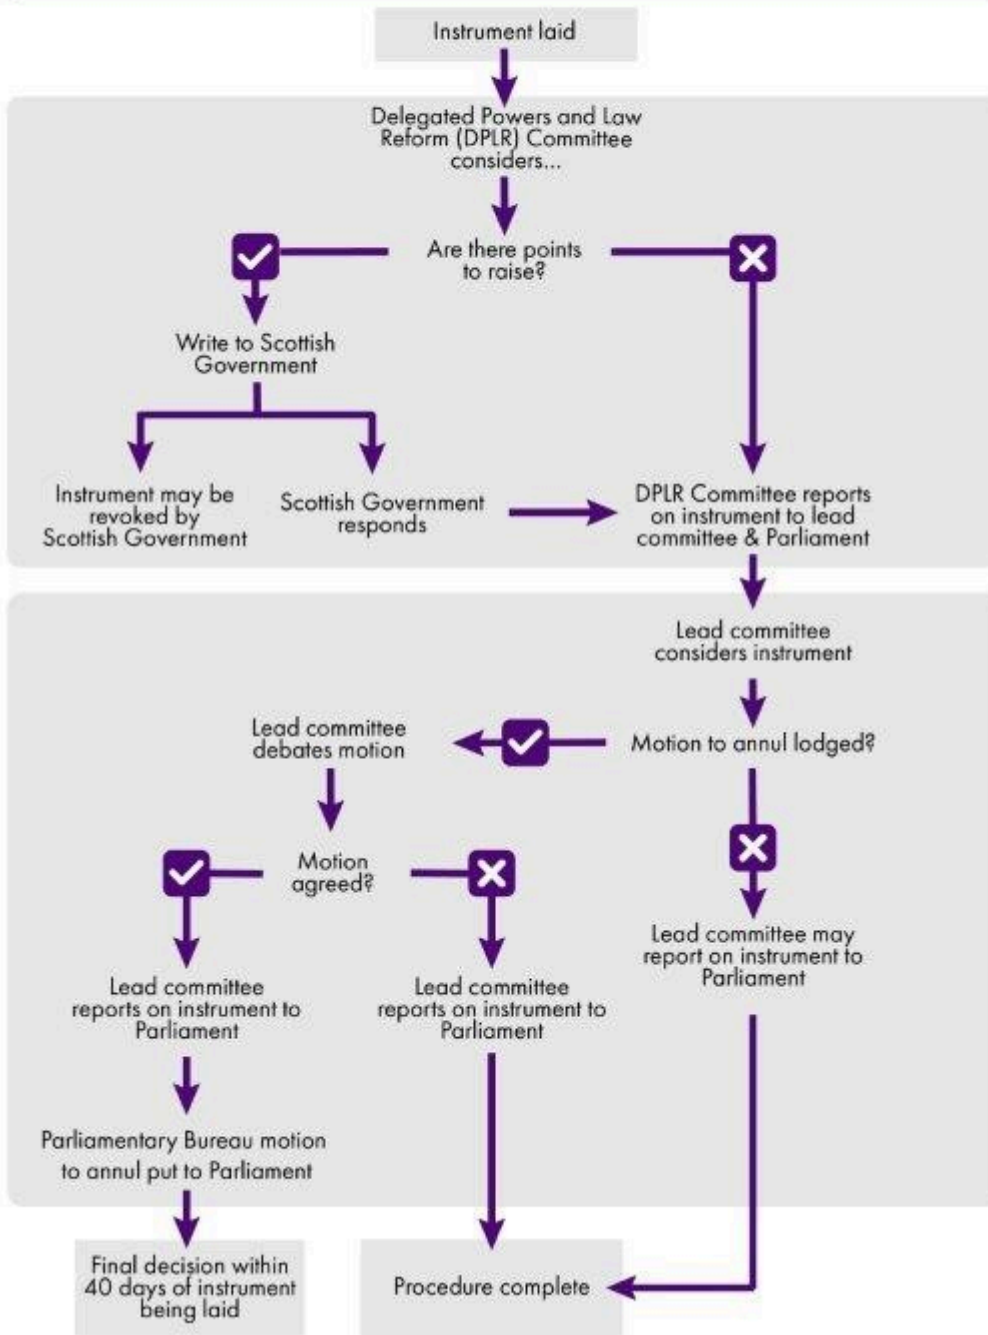 Instrument laid
Delegated Powers and Law
Reform (DPLR) Committee
considers...
Are there points
to raise?
Write to Scottish
Government
Instrument may be
revoked by
Scottish Government
Scottish Government
responds
DPLR Committee reports
on instrument to lead
committee & Parliament
Lead committee
considers instrument
Motion to annul lodged?
Lead committee
debates motion
Motion
agreed?
Lead committee may
report on instrument to
Parliament
Lead committee
reports on instrument to
Parliament
Lead committee
reports on instrument to
Parliament
Parliamentary Bureau motion
to annul put to Parliament
Final decision within
40 days of instrument
being laid
Procedure complete